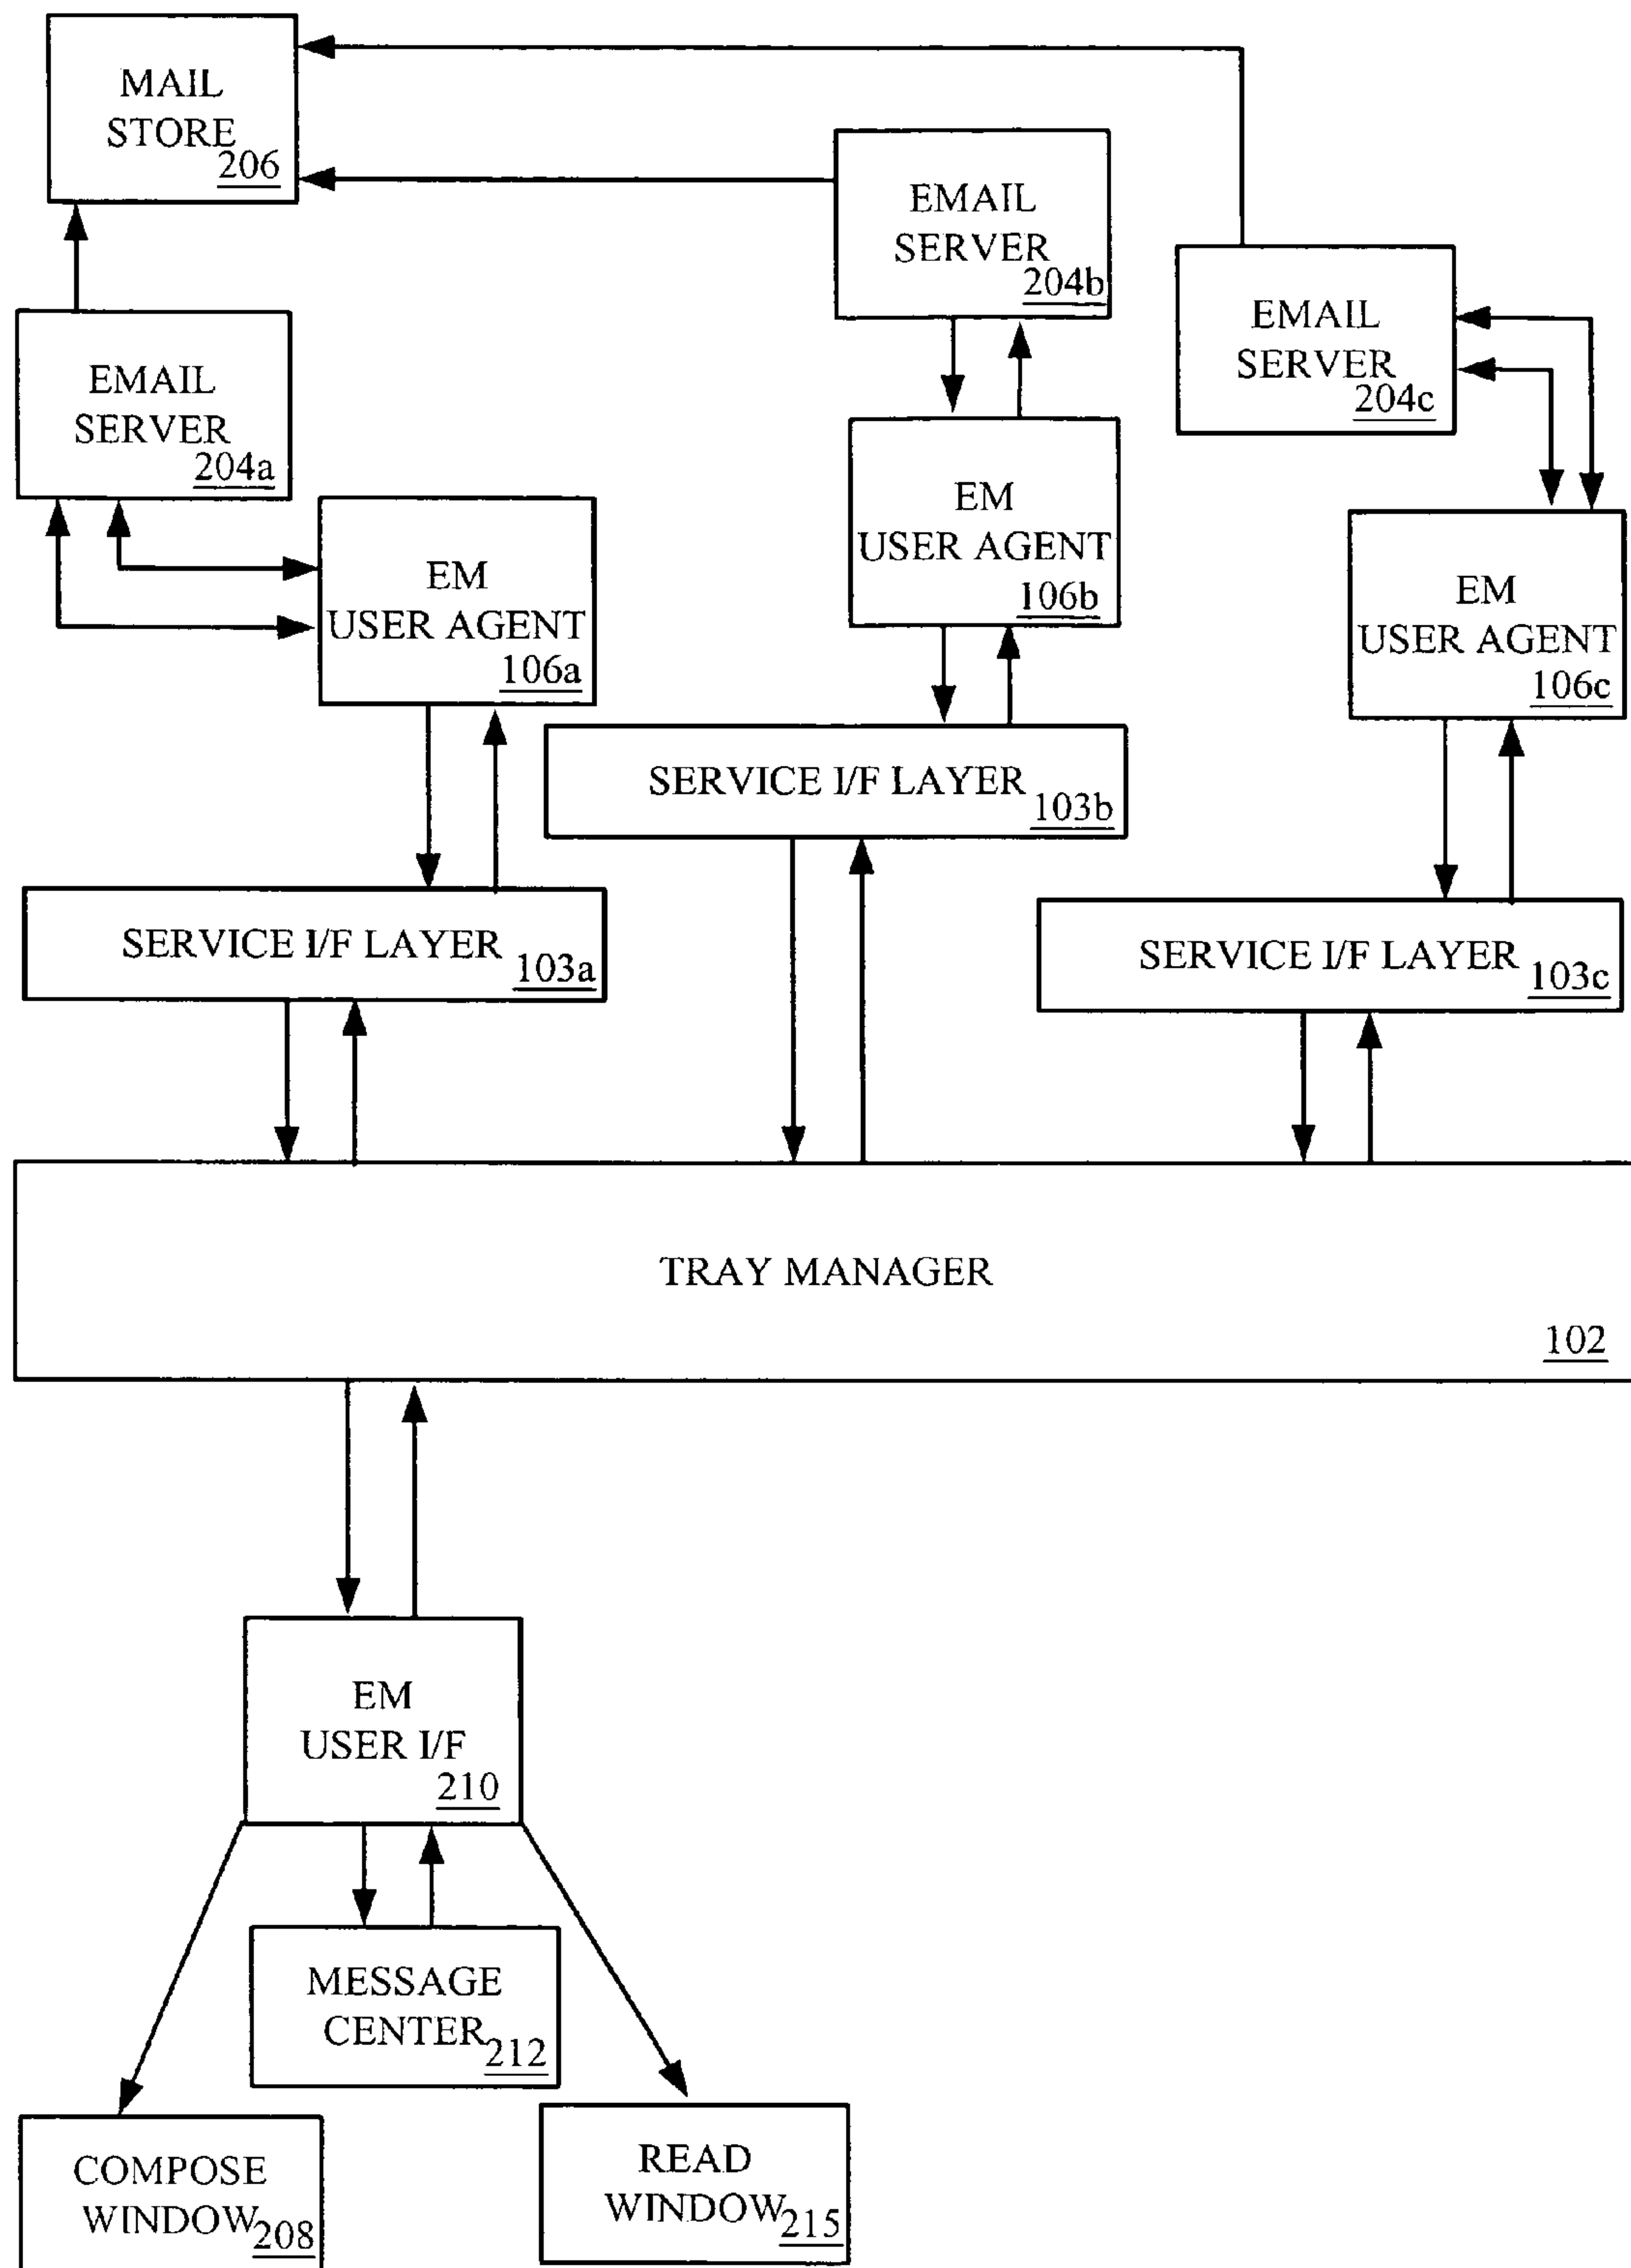 MAIL
STORE
206
EMAIL
SERVER
204b
EMAIL
SERVER
204c
EMAIL
SERVER
204a
EM
USER AGENT
106b
EM
USER AGENT
106a
EM
USER AGENT
106c
SERVICE I/F LAYER
103b
SERVICE I/F LAYER
103a
SERVICE I/F LAYER
103c
TRAY MANAGER
102
EM
USER I/F
210
MESSAGE
CENTER
212
COMPOSE
WINDOW
208
READ
WINDOW
215